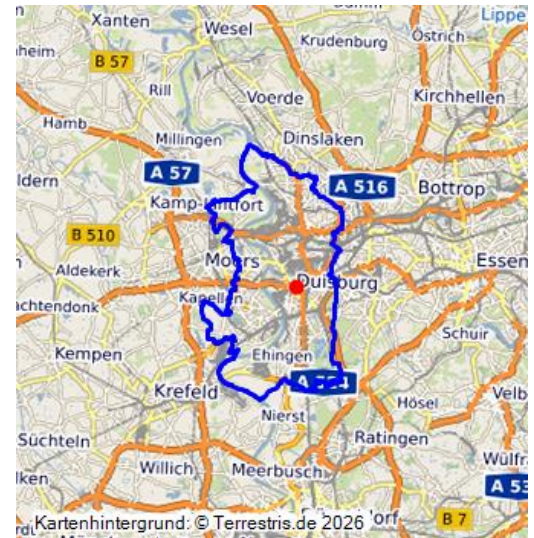 Xanten
Wesel
Krudenburg
Östrich
Lippe
B 57
heim
Rill
Voerde
Kirchhellen
Hamb
Millingen
Dinslaken
A 57
A 516
ldern
Bottrop
Kamp-Lintfort
B 510
Moers
Essen
Aldekerk
Duisburg
achtendonk
Kapellen
Schuir
Kempen
Ehingen
Krefeld
Hösel
Velb
Nierst
Süchteln
Ratingen
Willich
Meerbusch
Wülfra
A 53
lken
B 7
Kartenhintergrund: © Terrestris.de 2026